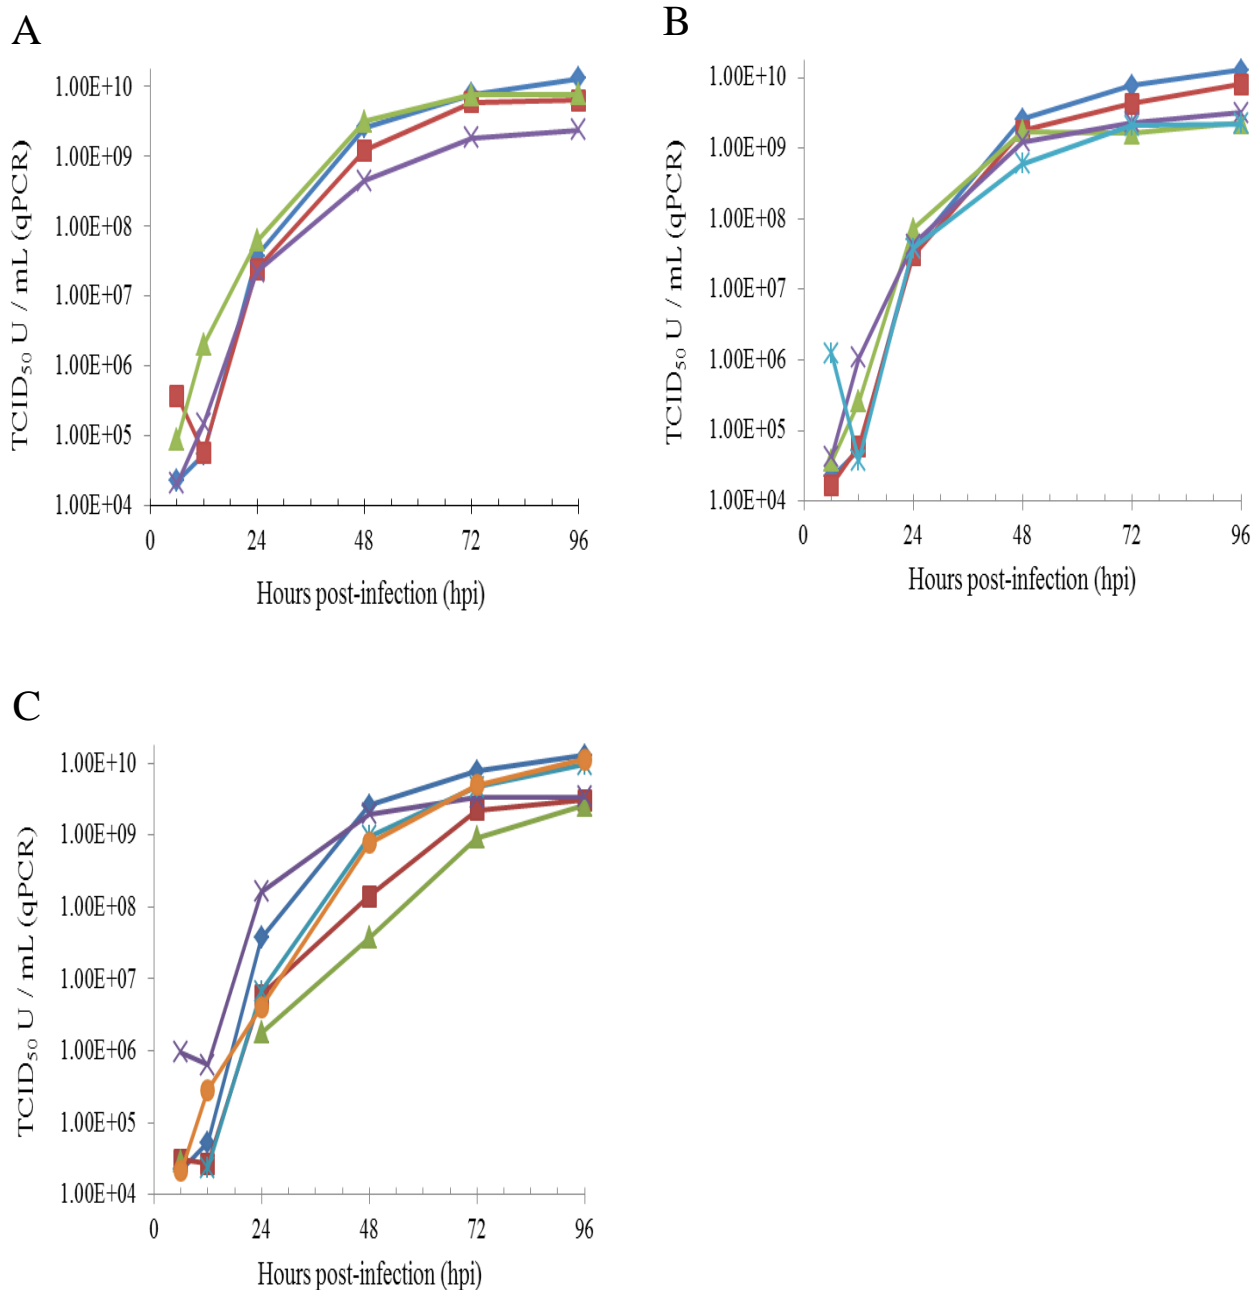 A
TCID₅₀ U / mL (qPCR)
1.00E+10
1.00E+09
1.00E+08
1.00E+07
1.00E+06
1.00E+05
1.00E+04
0 24 48 72 96
Hours post-infection (hpi)
B
TCID₅₀ U / mL (qPCR)
1.00E+10
1.00E+09
1.00E+08
1.00E+07
1.00E+06
1.00E+05
1.00E+04
0 24 48 72 96
Hours post-infection (hpi)
C
TCID₅₀ U / mL (qPCR)
1.00E+10
1.00E+09
1.00E+08
1.00E+07
1.00E+06
1.00E+05
1.00E+04
0 24 48 72 96
Hours post-infection (hpi)